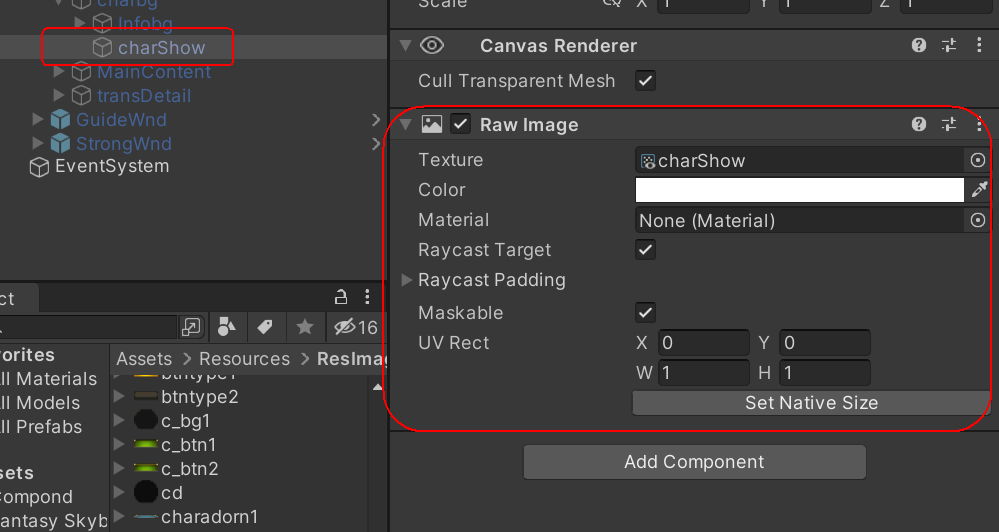 charbg
Infobg
charShow
MainContent
transDetail
GuideWnd
StrongWnd
EventSystem
Scale X 1 Y 1 Z 1
Canvas Renderer
Cull Transparent Mesh
Raw Image
Texture charShow
Color
Material None (Material)
Raycast Target
Raycast Padding
Maskable
UV Rect X 0 Y 0
W 1 H 1
Set Native Size
Add Component
ct
16
vorites
ll Materials
ll Models
ll Prefabs
sets
Compond
antasy Skyb
Assets > Resources > ResIma
btntype1
btntype2
c_bg1
c_btn1
c_btn2
cd
charadorn1